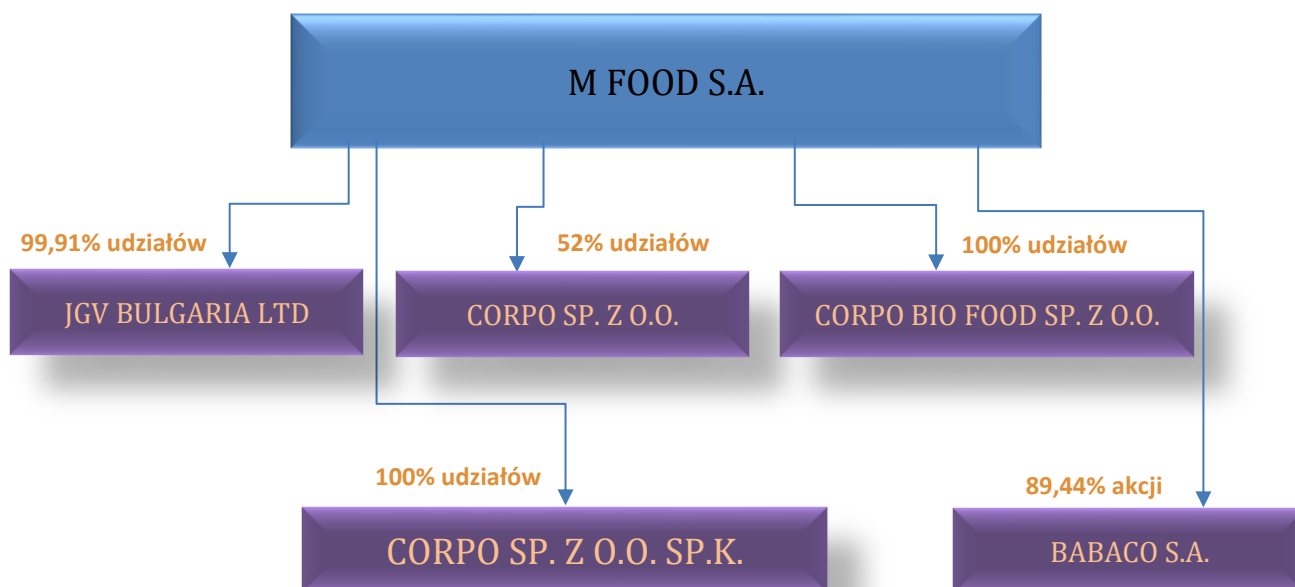 M FOOD S.A.
99,91% udziałów
52% udziałów
100% udziałów
JGV BULGARIA LTD
CORPO SP. Z O.O.
CORPO BIO FOOD SP. Z O.O.
100% udziałów
89,44% akcji
CORPO SP. Z O.O. SP.K.
BABACO S.A.